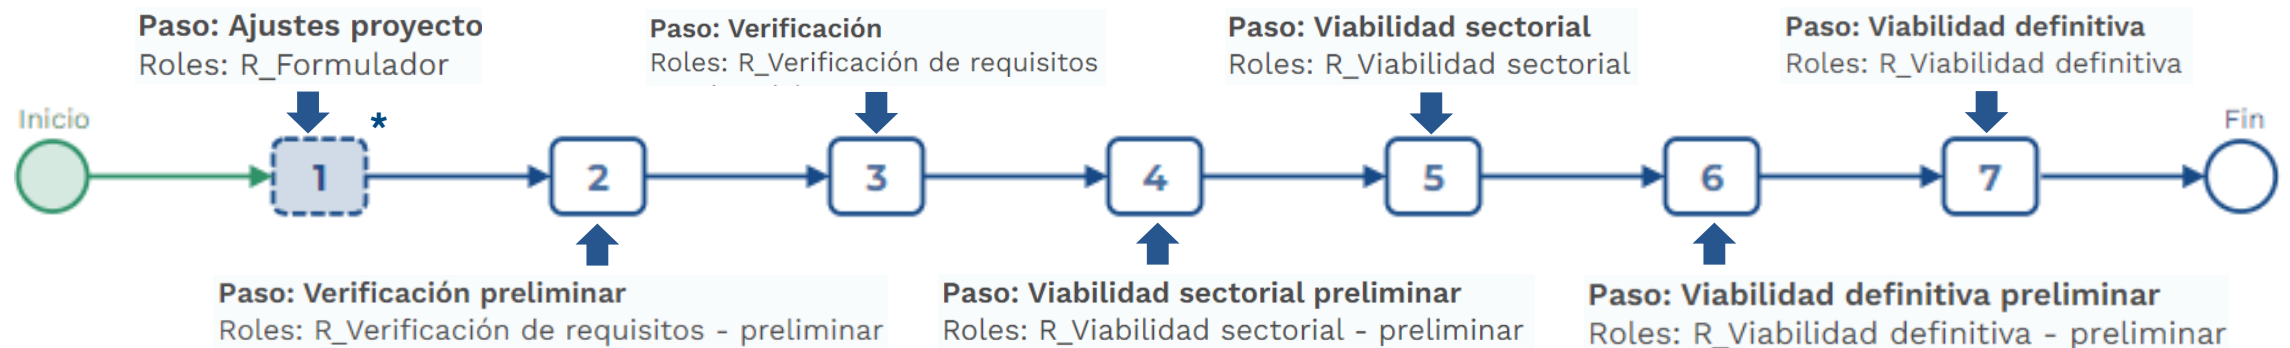 Paso: Ajustes proyecto
Roles: R_Formulador
Paso: Verificación
Roles: R_Verificación de requisitos
Paso: Viabilidad sectorial
Roles: R_Viabilidad sectorial
Paso: Viabilidad definitiva
Roles: R_Viabilidad definitiva
Inicio
*
Fin
1
2
3
4
5
6
7
Paso: Verificación preliminar
Roles: R_Verificación de requisitos - preliminar
Paso: Viabilidad sectorial preliminar
Roles: R_Viabilidad sectorial - preliminar
Paso: Viabilidad definitiva preliminar
Roles: R_Viabilidad definitiva - preliminar